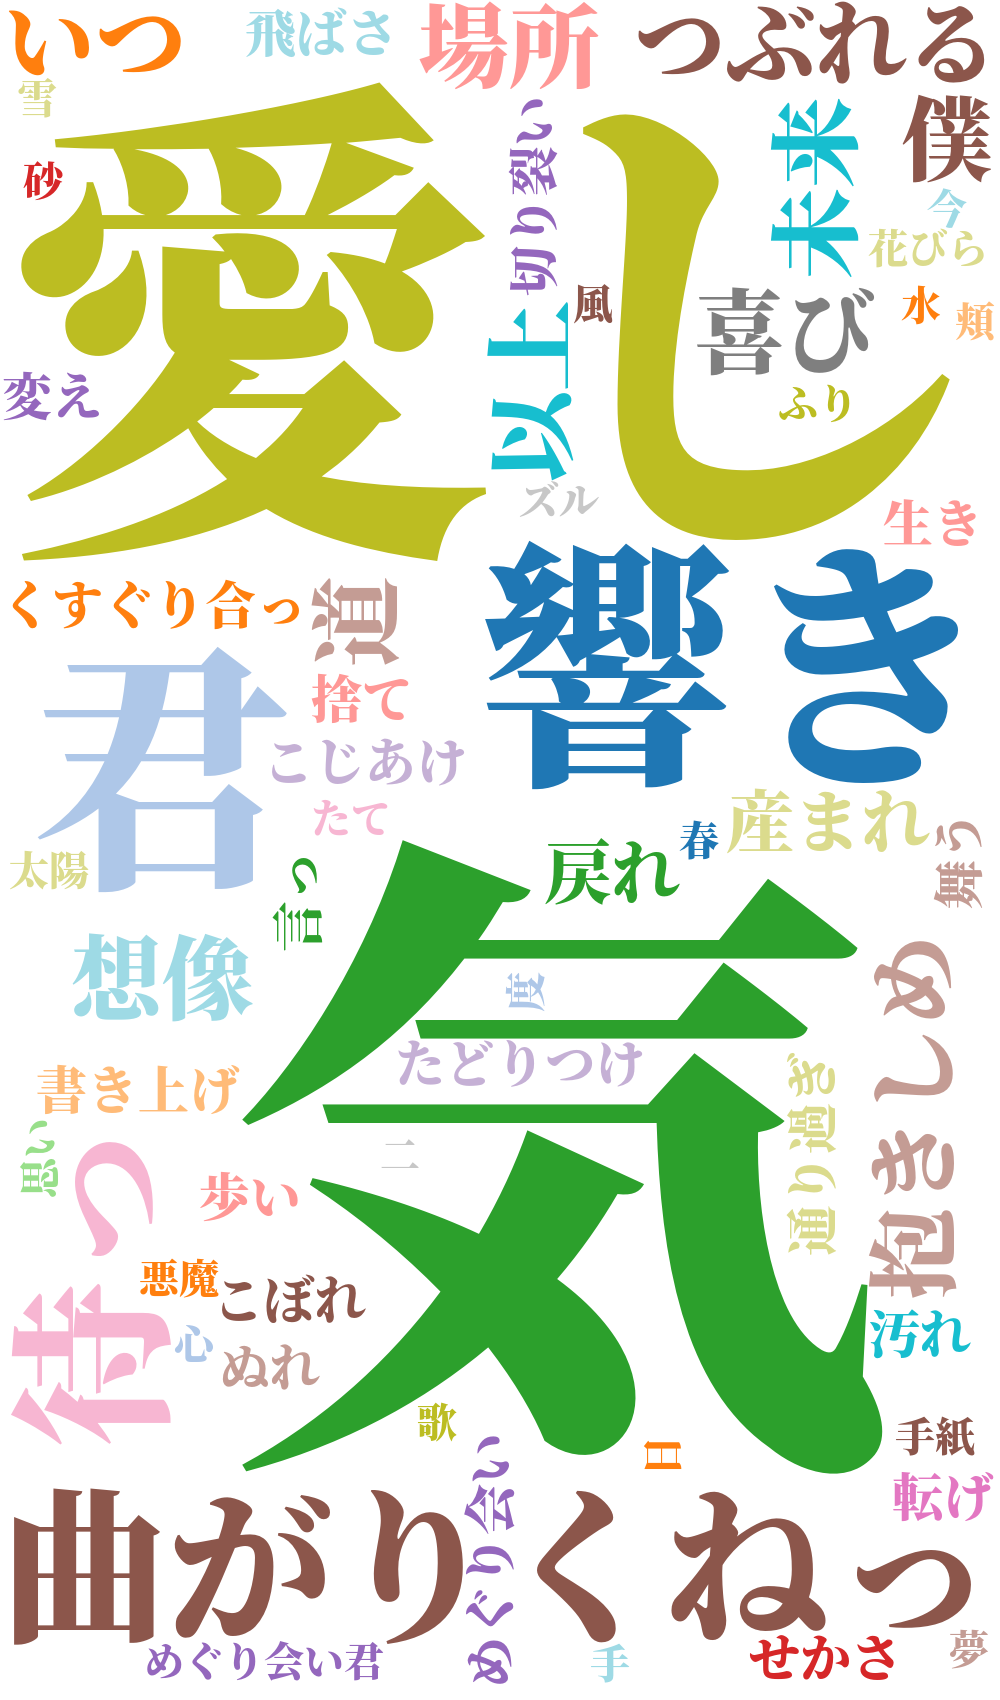 いつ
飛ばさ
場所
つぶれる
雪
愛し
切り裂い
未来
僕
砂
今
花びら
風
喜び
水
頬
以上
変え
ふり
ズル
生き
くすぐり合っ
道
響き
君
捨て
こじあけ
たて
産まれ
春
舞う
太陽
言っ
戻れ
気
想像
度
抱きしめ
たどりつけ
通り過ぎ
書き上げ
思い
待つ
二
歩い
悪魔
こぼれ
心
ぬれ
汚れ
歌
手紙
日
めぐり会い
転げ
曲がりくねっ
めぐり会い君
手
せかさ
夢